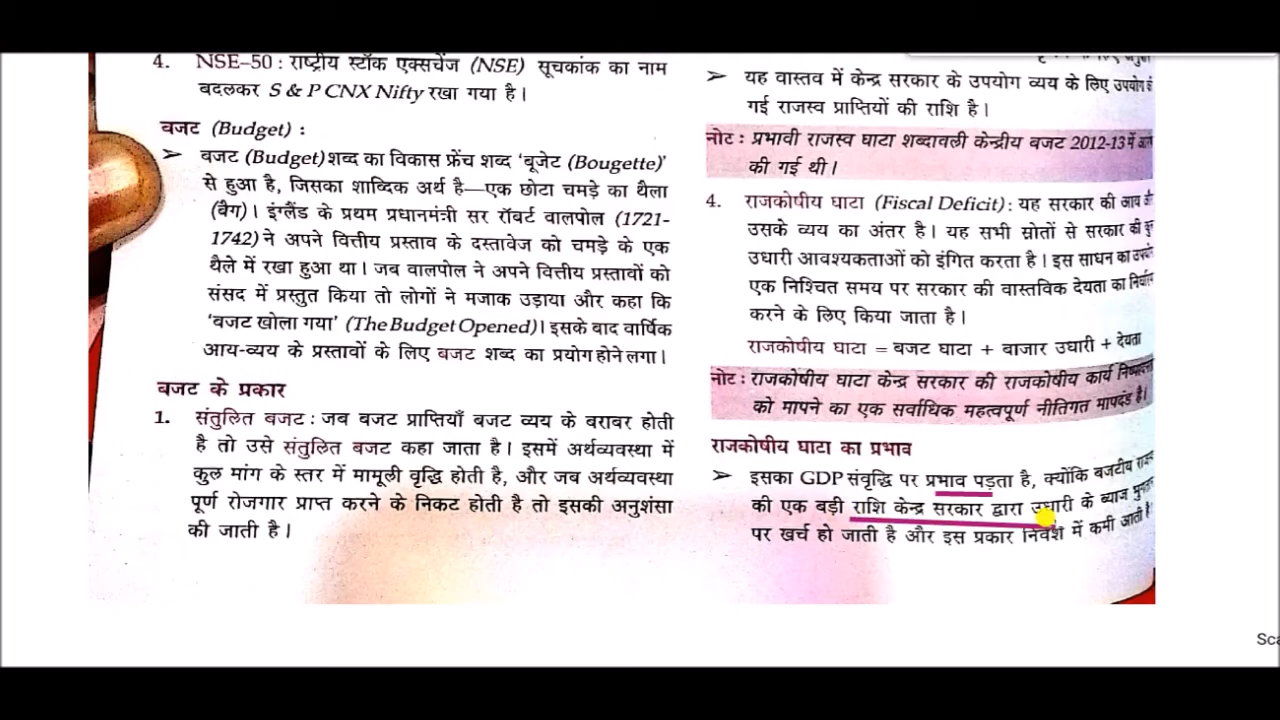 4. NSE–50 : राष्ट्रीय स्टॉक एक्सचेंज (NSE) सूचकांक का नाम
बदलकर S & P CNX Nifty रखा गया है।
बजट (Budget) :
➢ बजट (Budget) शब्द का विकास फ्रेंच शब्द 'बूजेट (Bougette)'
से हुआ है, जिसका शाब्दिक अर्थ है—एक छोटा चमड़े का थैला
(बैग)। इंग्लैंड के प्रथम प्रधानमंत्री सर रॉबर्ट वालपोल (1721-
1742) ने अपने वित्तीय प्रस्ताव के दस्तावेज को चमड़े के एक
थैले में रखा हुआ था। जब वालपोल ने अपने वित्तीय प्रस्तावों को
संसद में प्रस्तुत किया तो लोगों ने मजाक उड़ाया और कहा कि
'बजट खोला गया' (The Budget Opened)। इसके बाद वार्षिक
आय-व्यय के प्रस्तावों के लिए बजट शब्द का प्रयोग होने लगा।
बजट के प्रकार
1. संतुलित बजट : जब बजट प्राप्तियाँ बजट व्यय के बराबर होती
है तो उसे संतुलित बजट कहा जाता है। इसमें अर्थव्यवस्था में
कुल मांग के स्तर में मामूली वृद्धि होती है, और जब अर्थव्यवस्था
पूर्ण रोजगार प्राप्त करने के निकट होती है तो इसकी अनुशंसा
की जाती है।
➢ यह वास्तव में केन्द्र सरकार के उपयोग व्यय के लिए उपयोग की
गई राजस्व प्राप्तियों की राशि है।
नोट : प्रभावी राजस्व घाटा शब्दावली केन्द्रीय बजट 2012-13 में
की गई थी।
4. राजकोषीय घाटा (Fiscal Deficit) : यह सरकार की आय और
उसके व्यय का अंतर है। यह सभी स्रोतों से सरकार की कुल
उधारी आवश्यकताओं को इंगित करता है। इस साधन का
एक निश्चित समय पर सरकार की वास्तविक देयता का
करने के लिए किया जाता है।
राजकोषीय घाटा = बजट घाटा + बाजार उधारी + देयता
नोट : राजकोषीय घाटा केन्द्र सरकार की राजकोषीय कार्य
को मापने का एक सर्वाधिक महत्वपूर्ण नीतिगत मापदंड है।
राजकोषीय घाटा का प्रभाव
➢ इसका GDP संवृद्धि पर प्रभाव पड़ता है, क्योंकि बजटीय
की एक बड़ी राशि केन्द्र सरकार द्वारा उधारी के ब्याज
पर खर्च हो जाती है और इस प्रकार निवेश में कमी आती है
Sca